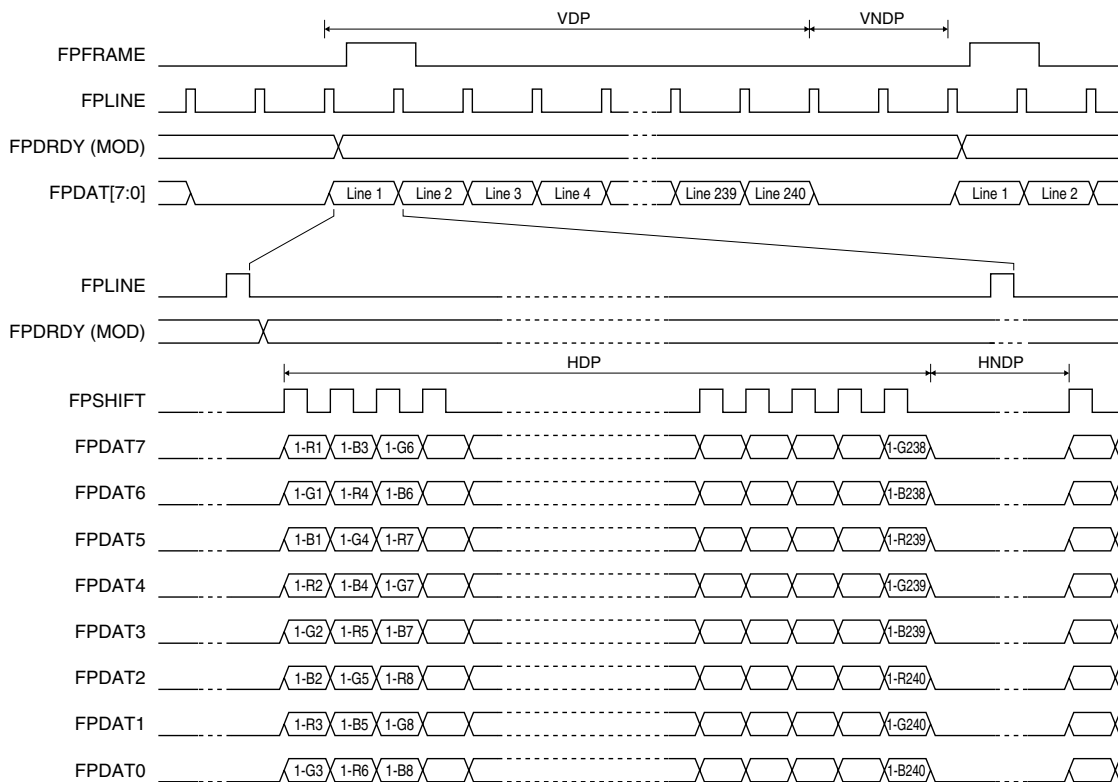 VDP VNDP
FPFRAME
FPLINE
FPDRDY (MOD)
FPDAT[7:0] Line 1 Line 2 Line 3 Line 4 Line 239 Line 240 Line 1 Line 2
FPLINE
FPDRDY (MOD)
HDP HNDP
FPSHIFT
FPDAT7 1-R1 1-B3 1-G6 1-G238
FPDAT6 1-G1 1-R4 1-B6 1-B238
FPDAT5 1-B1 1-G4 1-R7 1-R239
FPDAT4 1-R2 1-B4 1-G7 1-G239
FPDAT3 1-G2 1-R5 1-B7 1-B239
FPDAT2 1-B2 1-G5 1-R8 1-R240
FPDAT1 1-R3 1-B5 1-G8 1-G240
FPDAT0 1-G3 1-R6 1-B8 1-B240